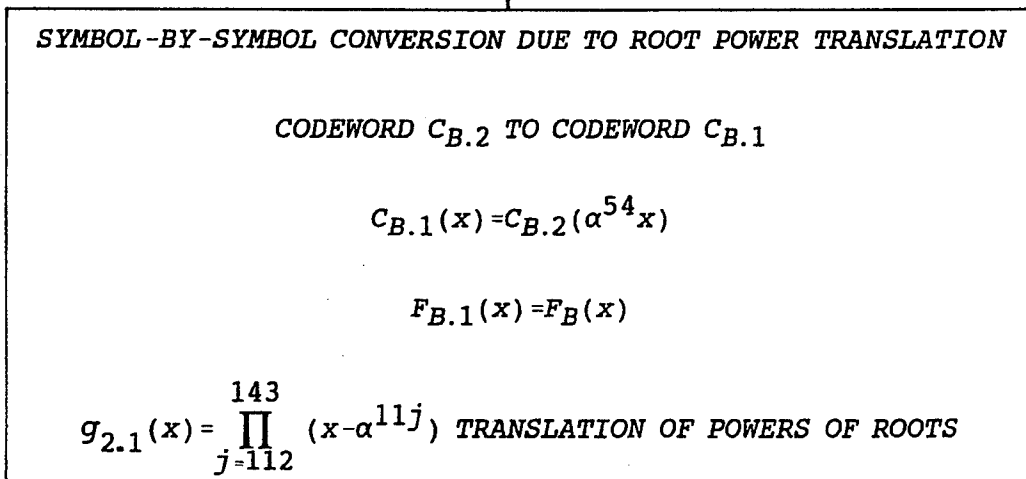 SYMBOL-BY-SYMBOL CONVERSION DUE TO ROOT POWER TRANSLATION
CODEWORD C_{B.2} TO CODEWORD C_{B.1}
C_{B.1}(x)=C_{B.2}(α^{54}x)
F_{B.1}(x)=F_B(x)
g_{2.1}(x)=∏_{j=112}^{143} (x-α^{11j}) TRANSLATION OF POWERS OF ROOTS